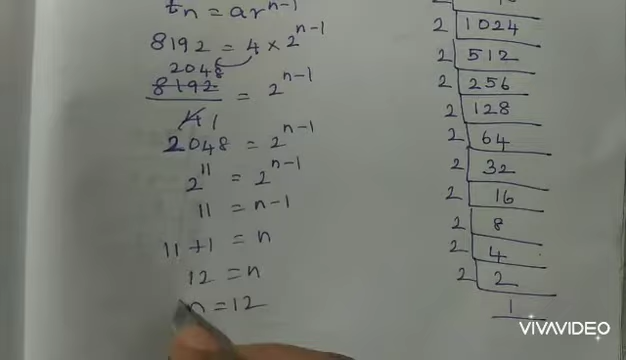 tn = ar^n-1
8192 = 4 × 2^n-1
2048
8192 / 4 1 = 2^n-1
2048 = 2^n-1
2^11 = 2^n-1
11 = n-1
11 + 1 = n
12 = n
n = 12
2 1024
2 512
2 256
2 128
2 64
2 32
2 16
2 8
2 4
2 2
1
VIVAVIDEO